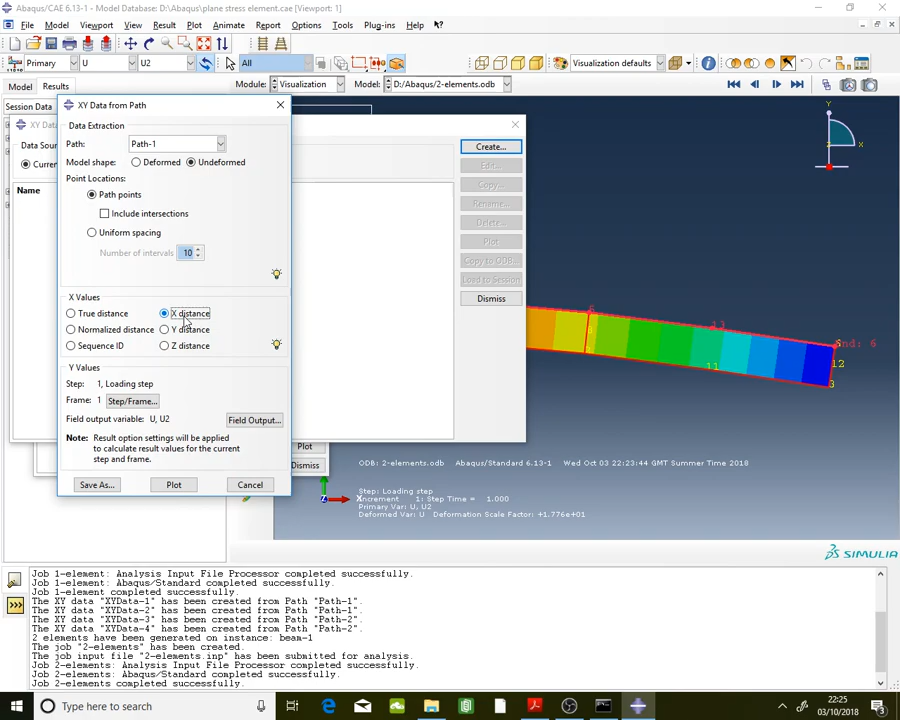 Abaqus/CAE 6.13-1 - Model Database: D:\Abaqus\plane stress element.cae [Viewport: 1]
File Model Viewport View Result Plot Animate Report Options Tools Plug-ins Help
Primary U U2 All Visualization defaults
Module: Visualization Model: D:/Abaqus/2-elements.odb
Model Results
Session Data
XY Data from Path
Data Extraction
Path: Path-1
Model shape: Deformed Undeformed
Point Locations:
Path points
Include intersections
Uniform spacing
Number of intervals 10
X Values
True distance X distance
Normalized distance Y distance
Sequence ID Z distance
Y Values
Step: 1, Loading step
Frame: 1 Step/Frame...
Field output variable: U, U2 Field Output...
Note: Result option settings will be applied
to calculate result values for the current
step and frame.
Save As... Plot Cancel
XY Da
Data Sour
Curren
Name
Create...
Edit...
Copy...
Rename...
Delete...
Plot
Copy to ODB...
Load to Session
Dismiss
Plot
Dismiss
Y
X
13
End: 6
12
11
3
ODB: 2-elements.odb Abaqus/Standard 6.13-1 Wed Oct 03 22:23:44 GMT Summer Time 2018
Step: Loading step
Increment 1: Step Time = 1.000
Primary Var: U, U2
Deformed Var: U Deformation Scale Factor: +1.776e+01
Y
Z X
SIMULIA
Job 1-element: Analysis Input File Processor completed successfully.
Job 1-element: Abaqus/Standard completed successfully.
Job 1-element completed successfully.
The XY data "XYData-1" has been created from Path "Path-1".
The XY data "XYData-2" has been created from Path "Path-1".
The XY data "XYData-3" has been created from Path "Path-2".
The XY data "XYData-4" has been created from Path "Path-2".
2 elements have been generated on instance: beam-1
The job "2-elements" has been created.
The job input file "2-elements.inp" has been submitted for analysis.
Job 2-elements: Analysis Input File Processor completed successfully.
Job 2-elements: Abaqus/Standard completed successfully.
Job 2-elements completed successfully.
Type here to search
22:25
03/10/2018
3